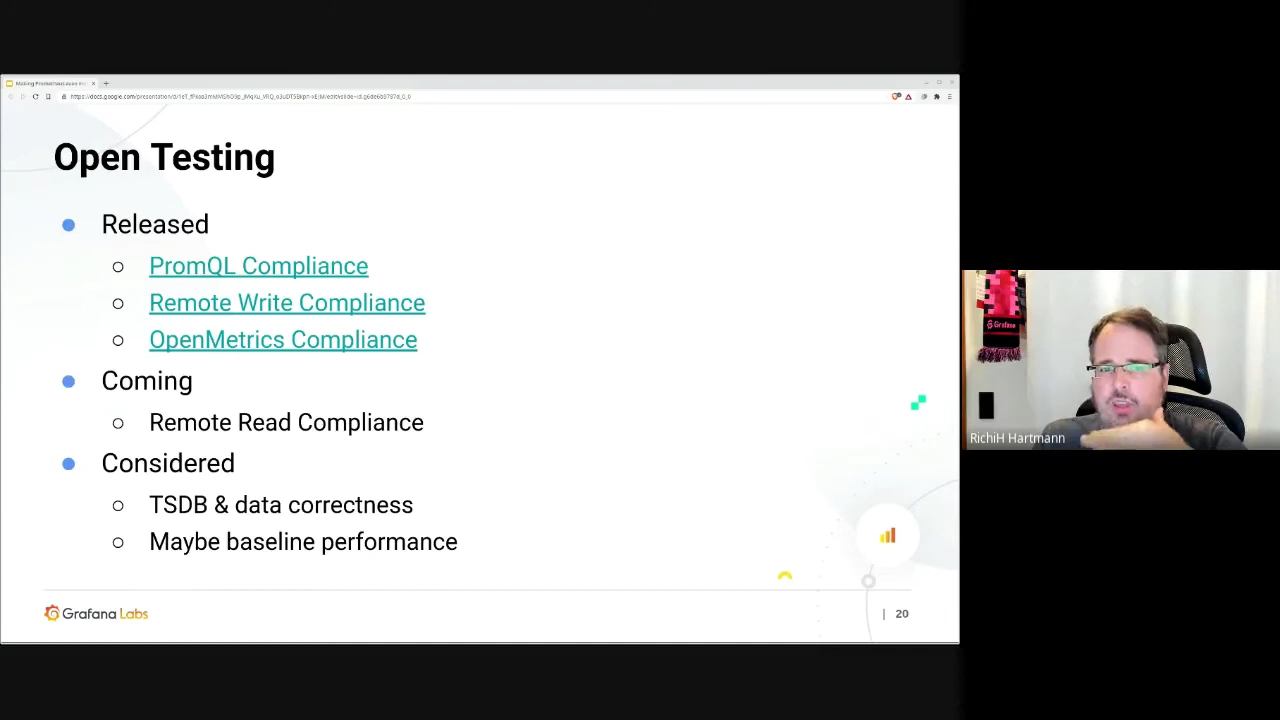 Open Testing
Released
PromQL Compliance
Remote Write Compliance
OpenMetrics Compliance
Coming
Remote Read Compliance
Considered
TSDB & data correctness
Maybe baseline performance
Grafana Labs
| 20
Grafana
RichiH Hartmann